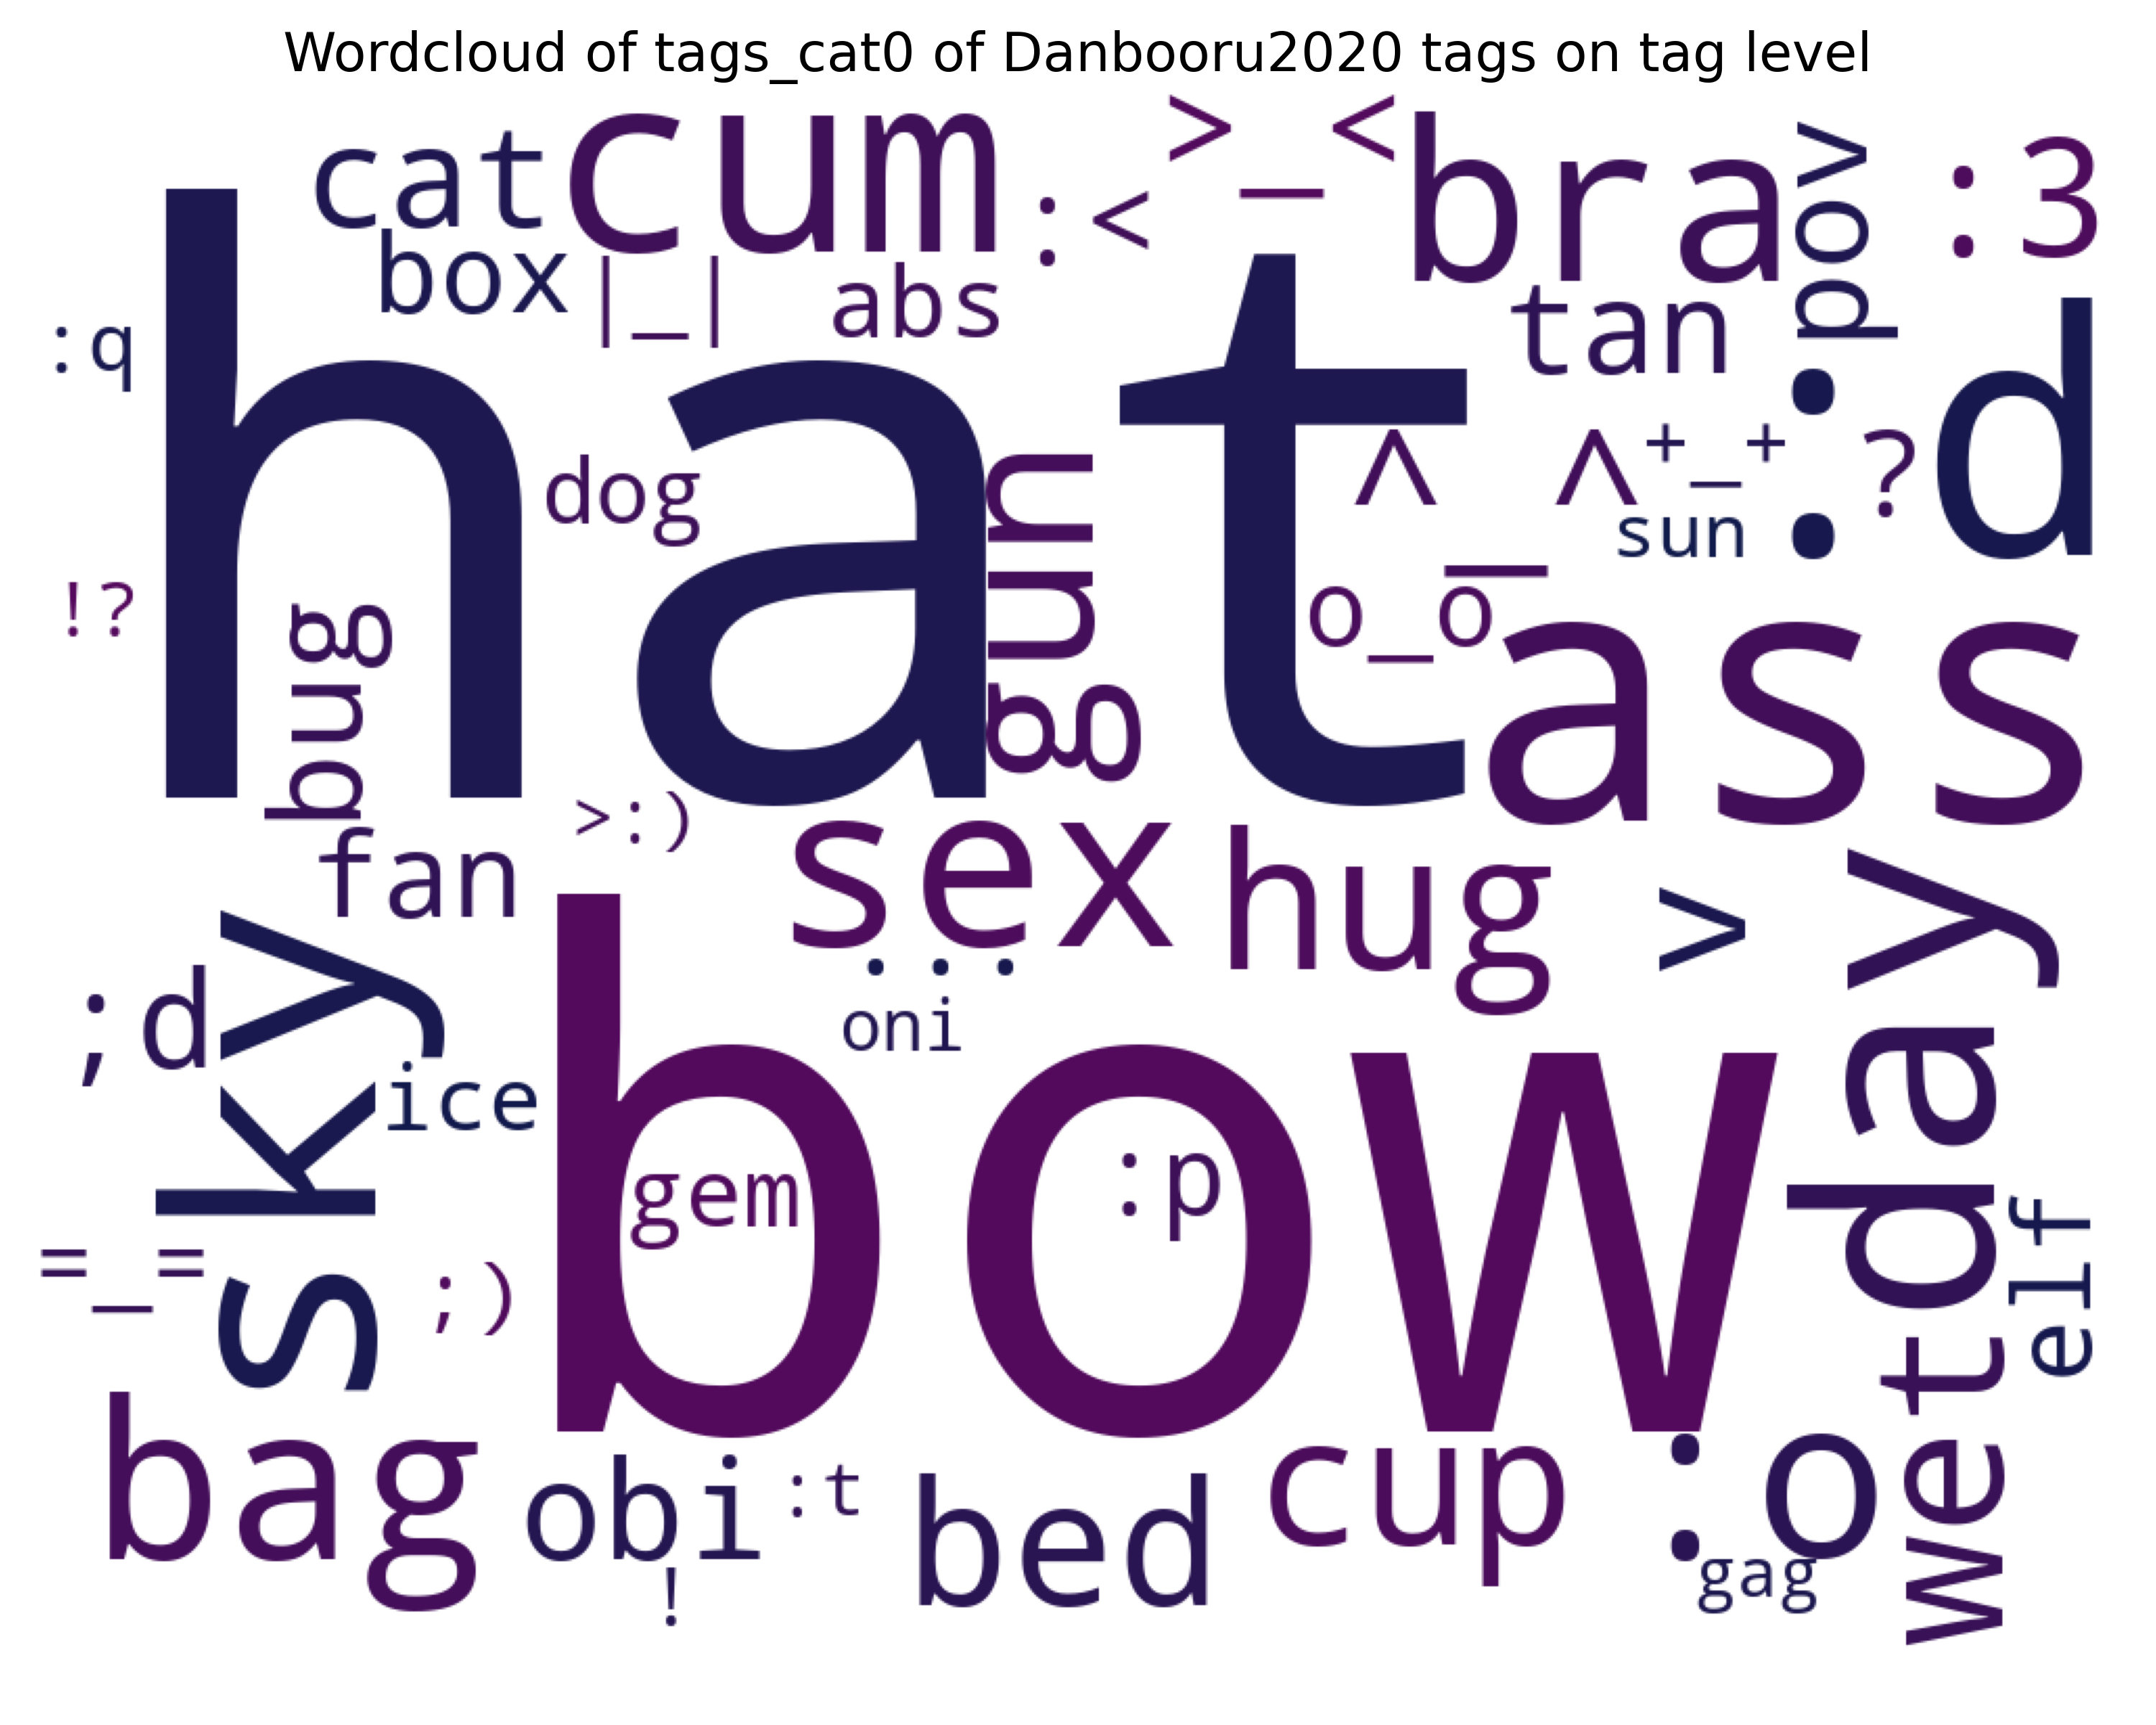 Wordcloud of tags_cat0 of Danbooru2020 tags on tag level
cat
cum
:<
>_<
bra
pov
:3
box
|_|
abs
tan
:q
hat
:d
dog
gun
^ ^
+_+
?
sun
!?
bug
o_o
ass
fan
>:)
sex
hug
>
day
sky
...
oni
;d
ice
bow
gem
:p
=_=
;)
elf
wet
bag
obi
:t
bed
cup
:o
!
gag